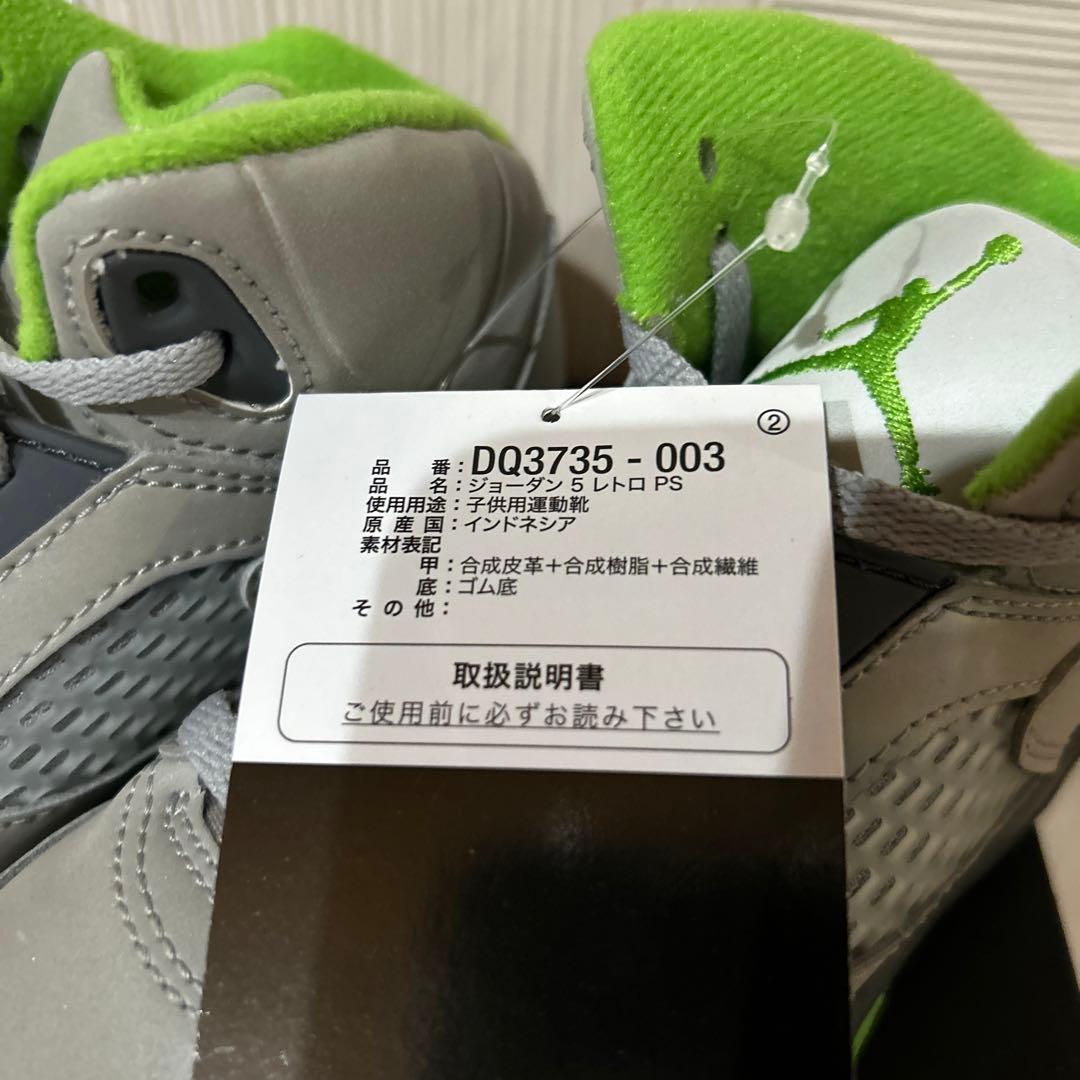 ②
品 番：DQ3735 - 003
品 名：ジョーダン 5 レトロ PS
使用用途：子供用運動靴
原 産 国：インドネシア
素材表記
甲：合成皮革＋合成樹脂＋合成繊維
底：ゴム底
そ の 他：
取扱説明書
ご使用前に必ずお読み下さい